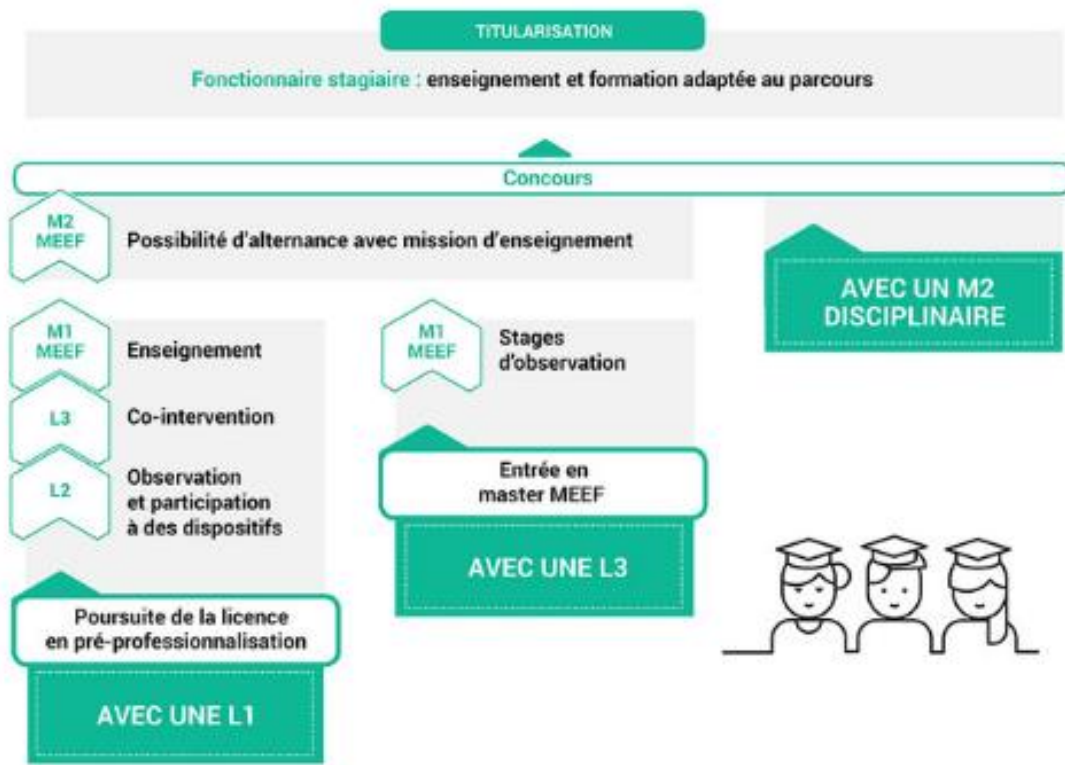 TITULARISATION
Fonctionnaire stagiaire : enseignement et formation adaptée au parcours
Concours
M2
MEEF
Possibilité d'alternance avec mission d'enseignement
AVEC UN M2
DISCIPLINAIRE
M1
MEEF
Enseignement
M1
MEEF
Stages
d'observation
L3
Co-intervention
L2
Observation
et participation
à des dispositifs
Entrée en
master MEEF
AVEC UNE L3
Poursuite de la licence
en pré-professionnalisation
AVEC UNE L1